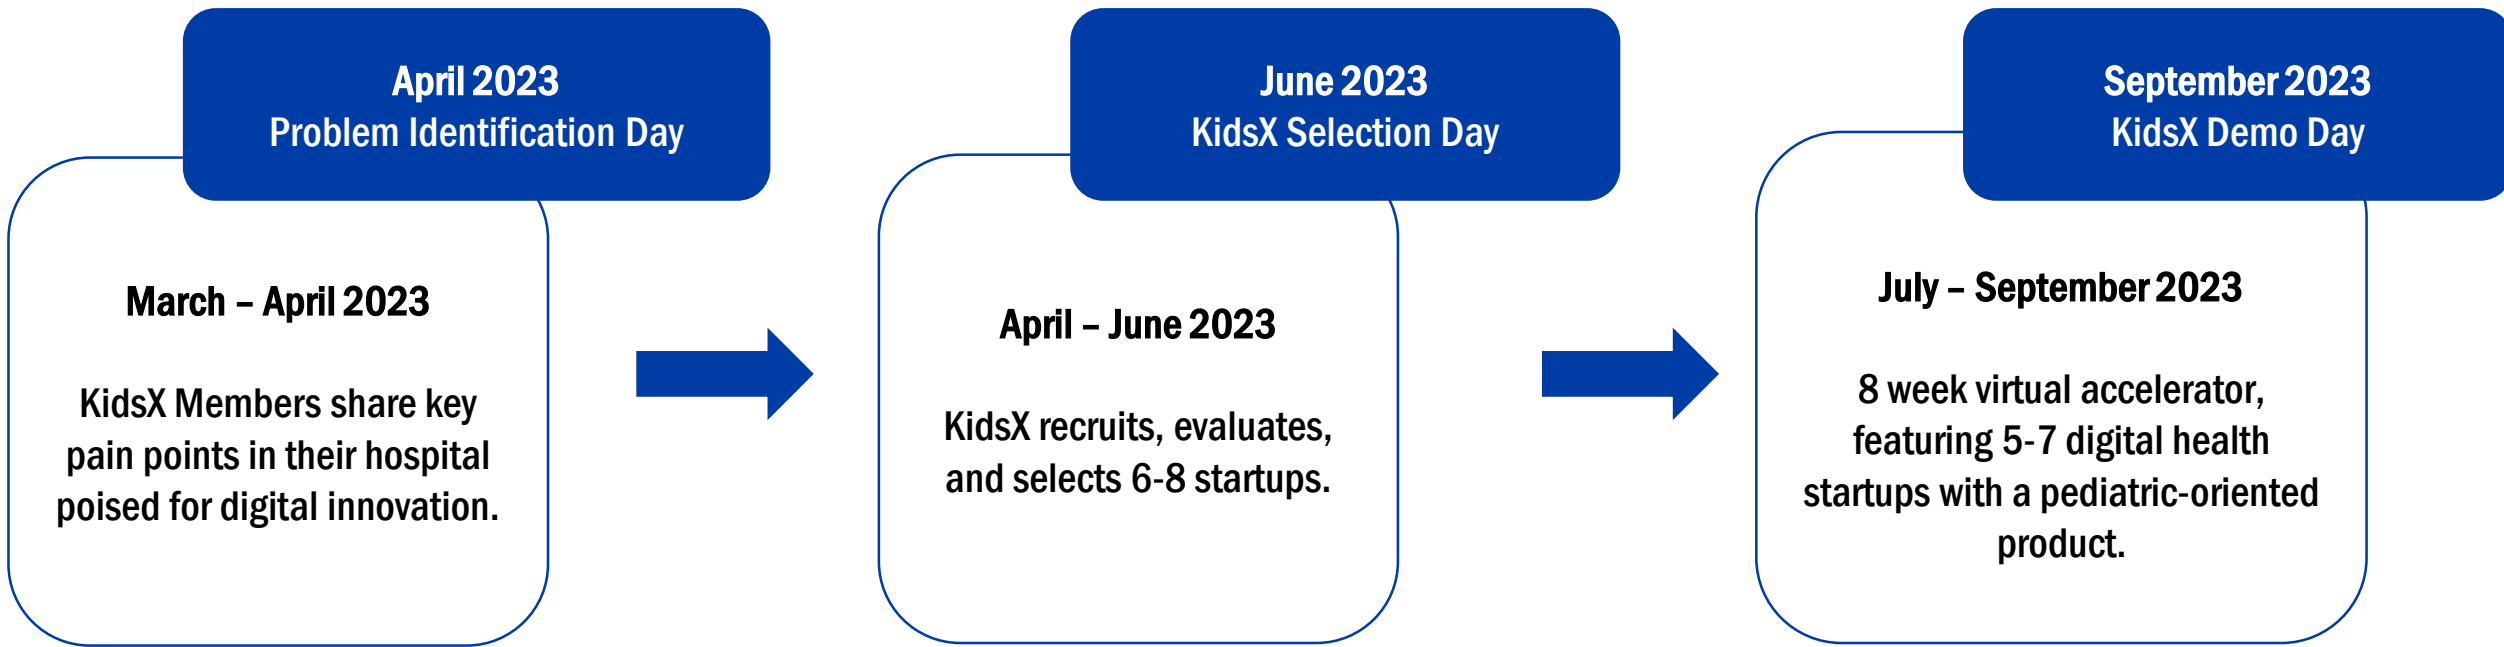 April 2023
Problem Identification Day
March – April 2023
KidsX Members share key
pain points in their hospital
poised for digital innovation.
June 2023
KidsX Selection Day
April – June 2023
KidsX recruits, evaluates,
and selects 6-8 startups.
September 2023
KidsX Demo Day
July – September 2023
8 week virtual accelerator,
featuring 5-7 digital health
startups with a pediatric-oriented
product.